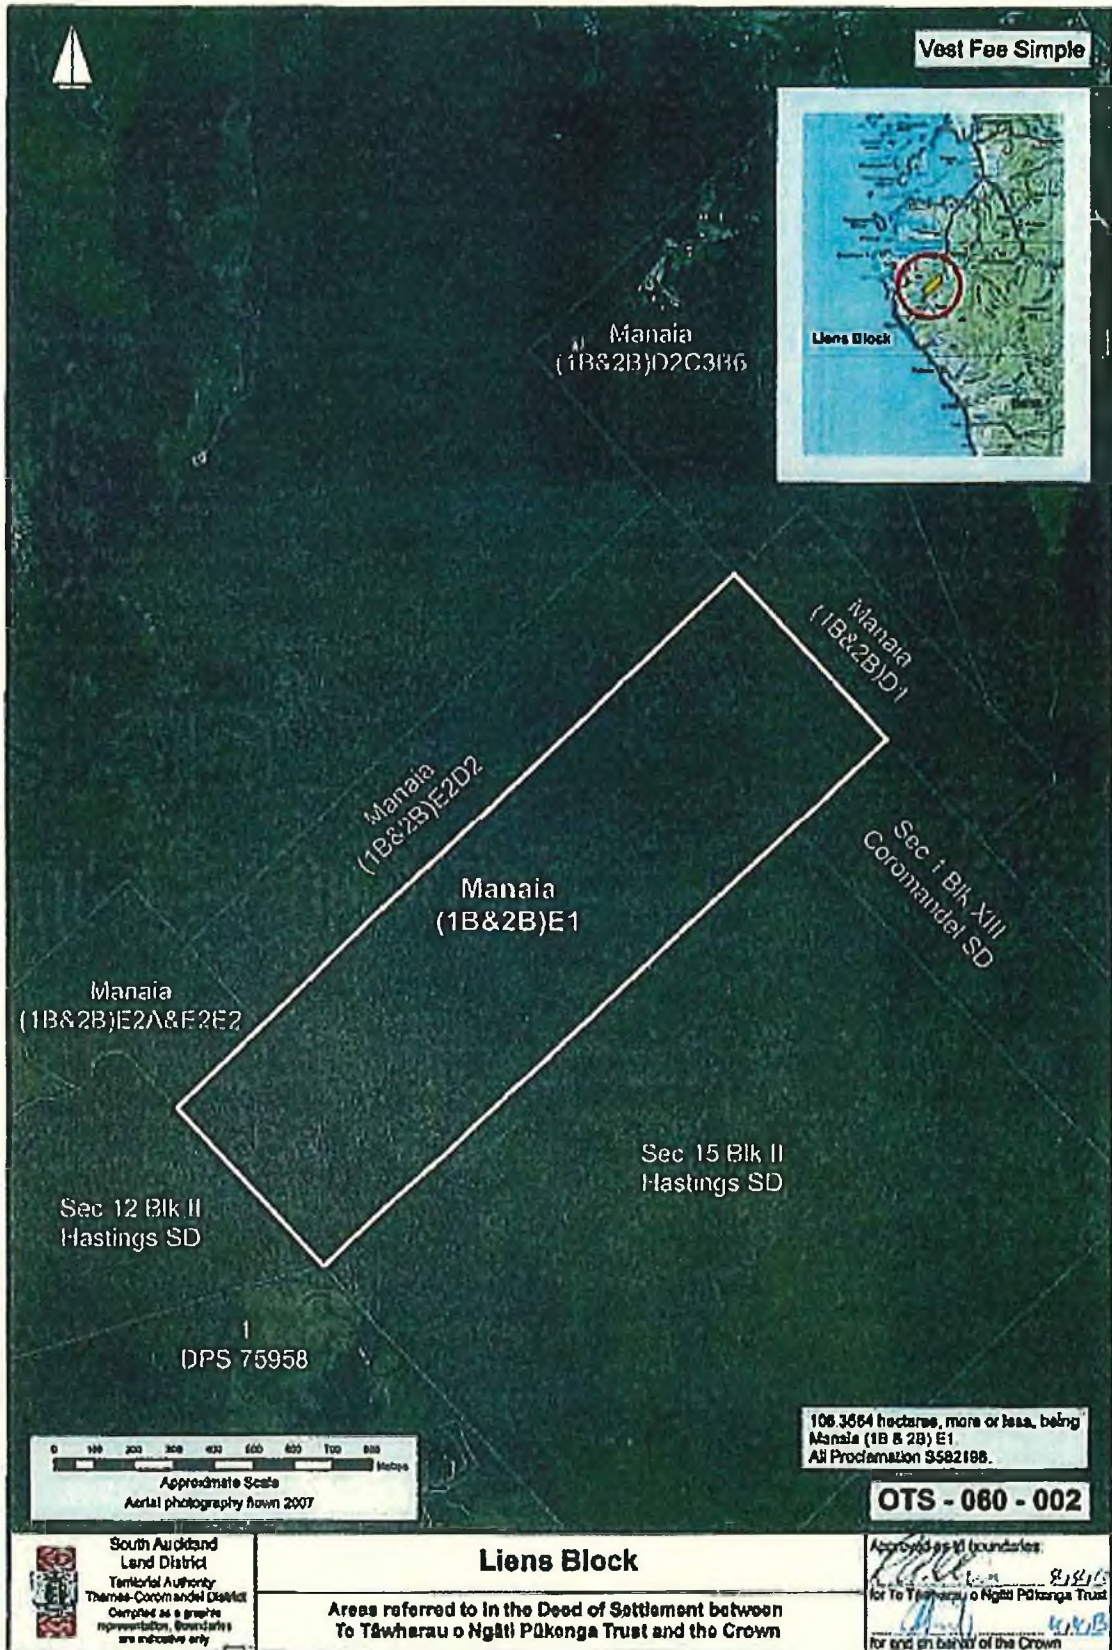 Vest Fee Simple
Liens Block
Manaia
(1B&2B)D2C3B6
Manaia
(1B&2B)D1
Manaia
(1B&2B)E2D2
Manaia
(1B&2B)E1
Sec 1 Blk XIII
Coromandel SD
Manaia
(1B&2B)E2A&E2E2
Sec 15 Blk II
Hastings SD
Sec 12 Blk II
Hastings SD
1
DPS 75958
0 100 200 300 400 500 600 700 800
Metres
Approximate Scale
Aerial photography flown 2007
106.3564 hectares, more or less, being
Manaia (1B & 2B) E1.
All Proclamation S582198.
OTS - 060 - 002
South Auckland
Land District
Territorial Authority
Thames-Coromandel District
Compiled as a graphic
representation, Boundaries
are indicative only
Liens Block
Areas referred to in the Deed of Settlement between
Te Tāwharau o Ngāti Pūkenga Trust and the Crown
Approved as to boundaries:
for Te Tāwharau o Ngāti Pūkenga Trust
for and on behalf of the Crown